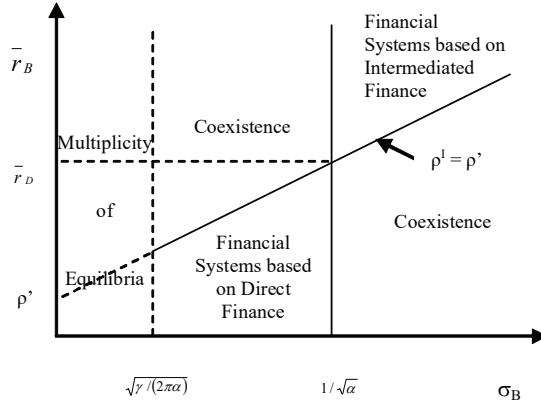 Financial
Systems based on
Intermediated
Finance
r̄_B
Coexistence
Multiplicity
ρ^I = ρ’
r̄_D
of
Coexistence
Financial
Systems based
on Direct
Finance
Equilibria
ρ’
√(γ/(2πα))
1/√α
σ_B